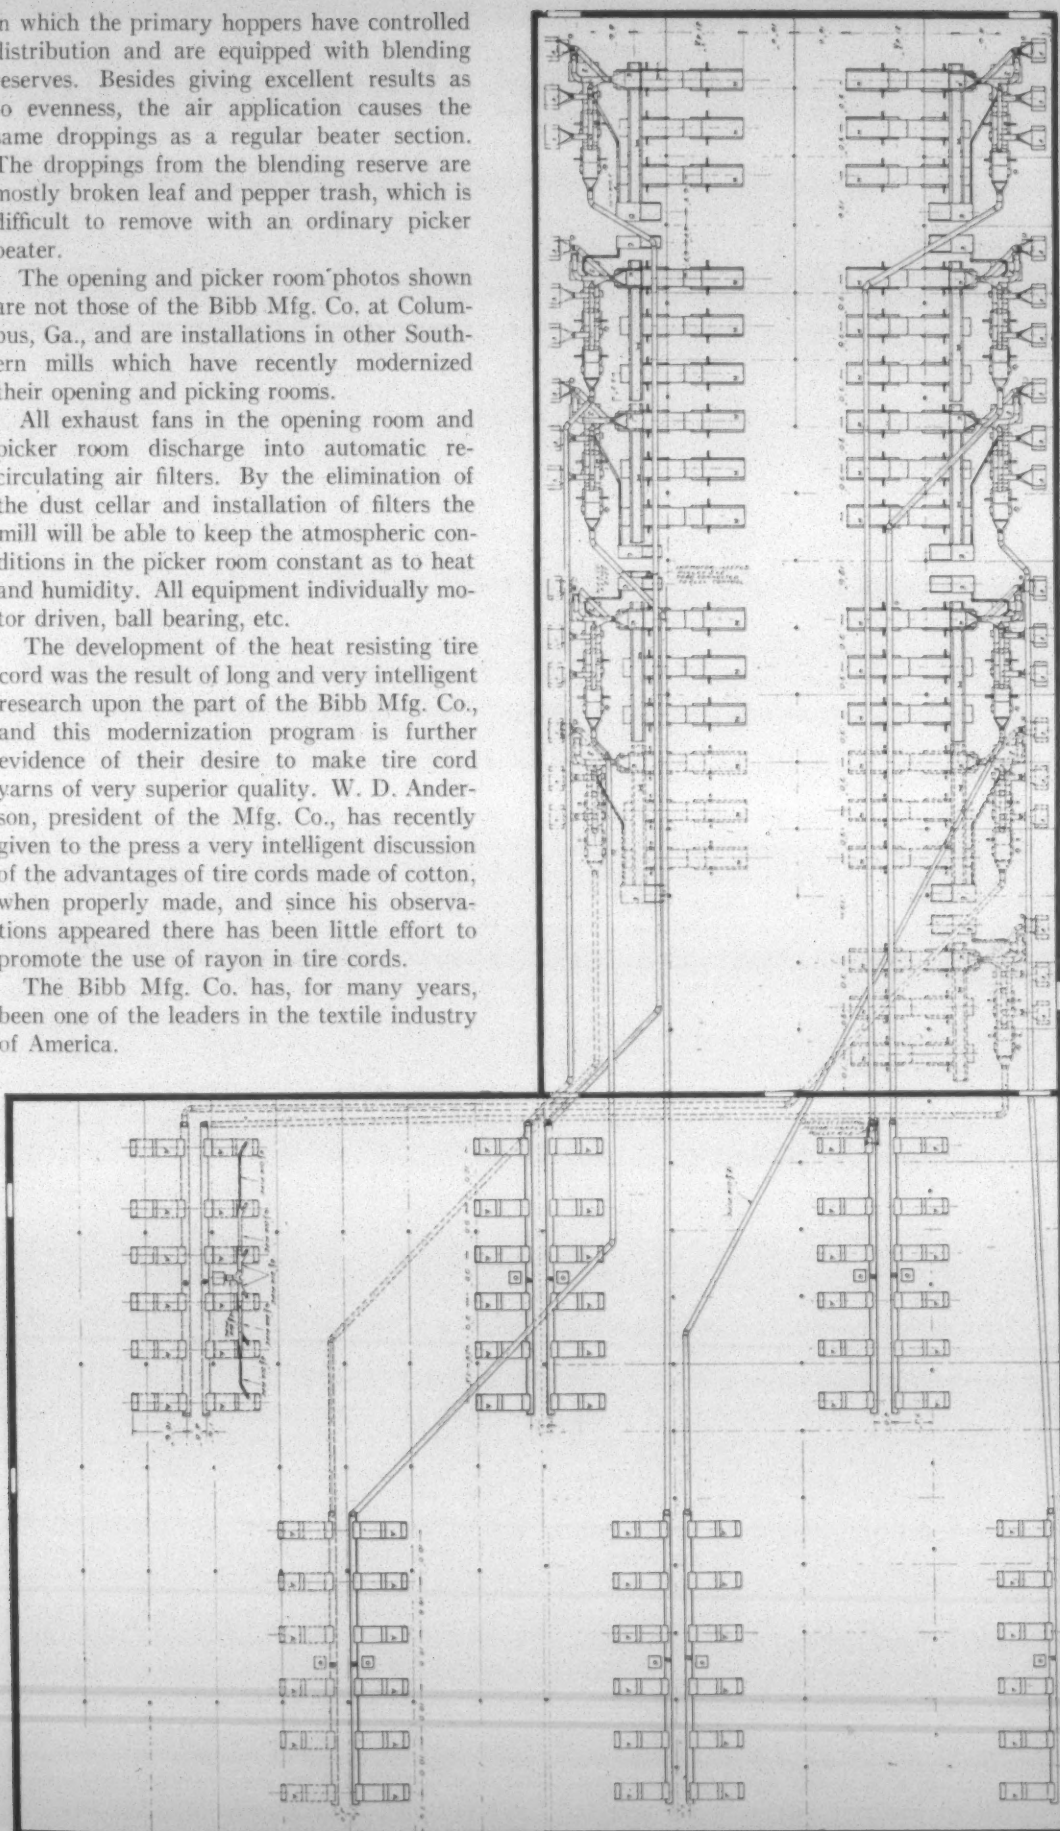 n which the primary hoppers have controlled
distribution and are equipped with blending
eserves. Besides giving excellent results as
o evenness, the air application causes the
same droppings as a regular beater section.
The droppings from the blending reserve are
mostly broken leaf and pepper trash, which is
difficult to remove with an ordinary picker
beater.
The opening and picker room photos shown
are not those of the Bibb Mfg. Co. at Colum-
bus, Ga., and are installations in other South-
ern mills which have recently modernized
their opening and picking rooms.
All exhaust fans in the opening room and
picker room discharge into automatic re-
circulating air filters. By the elimination of
the dust cellar and installation of filters the
mill will be able to keep the atmospheric con-
ditions in the picker room constant as to heat
and humidity. All equipment individually mo-
tor driven, ball bearing, etc.
The development of the heat resisting tire
cord was the result of long and very intelligent
research upon the part of the Bibb Mfg. Co.,
and this modernization program is further
evidence of their desire to make tire cord
yarns of very superior quality. W. D. Ander-
son, president of the Mfg. Co., has recently
given to the press a very intelligent discussion
of the advantages of tire cords made of cotton,
when properly made, and since his observa-
tions appeared there has been little effort to
promote the use of rayon in tire cords.
The Bibb Mfg. Co. has, for many years,
been one of the leaders in the textile industry
of America.